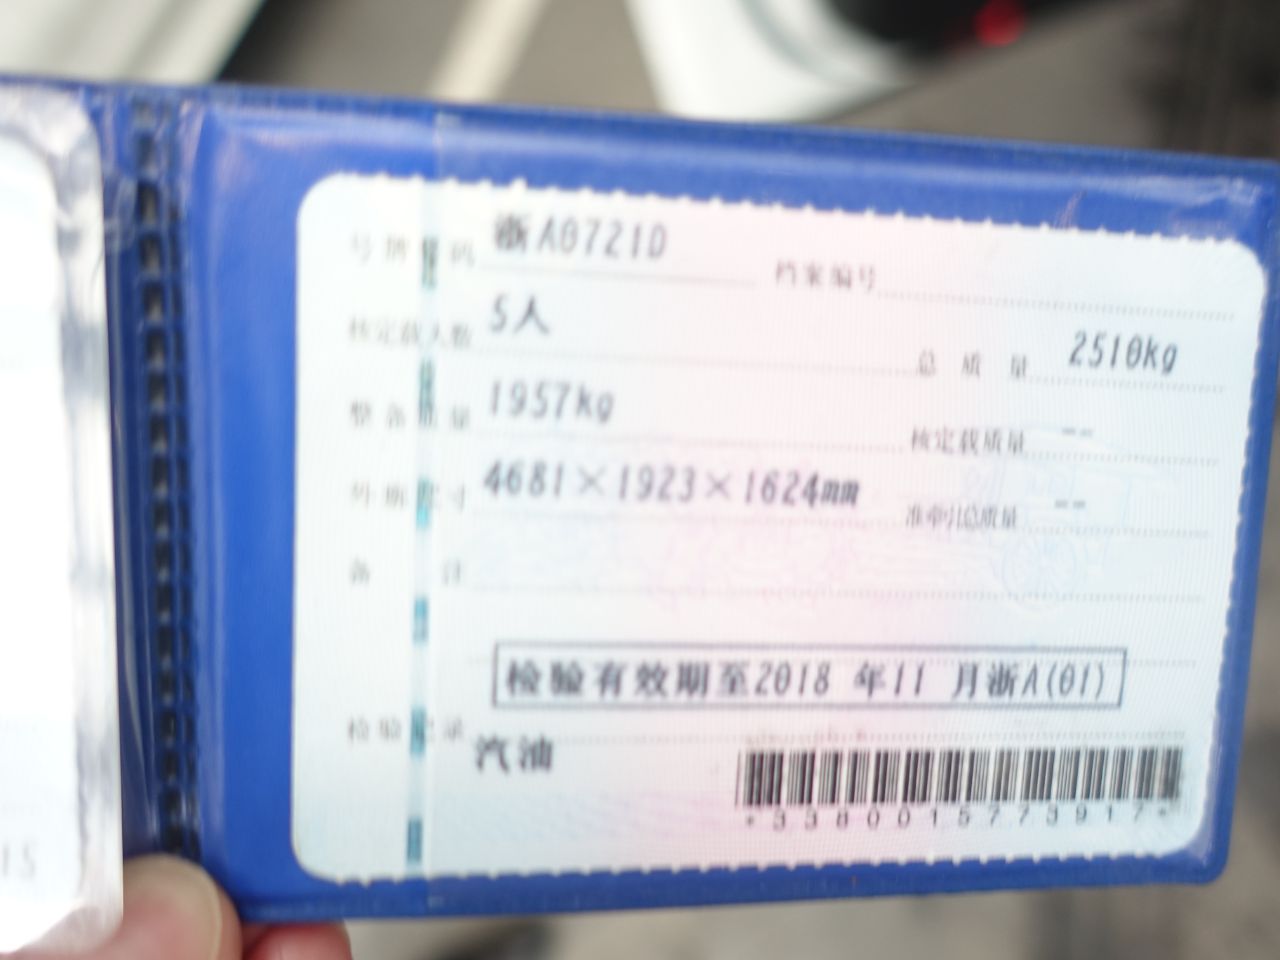 号牌号码 浙A0721D 档案编号
核定载人数 5人 总质量 2510kg
整备质量 1957kg 核定载质量 --
外廓尺寸 4681×1923×1624mm 准牵引总质量 --
备注
检验有效期至2018 年11 月浙A(01)
检验记录
汽油
*3380015773917*